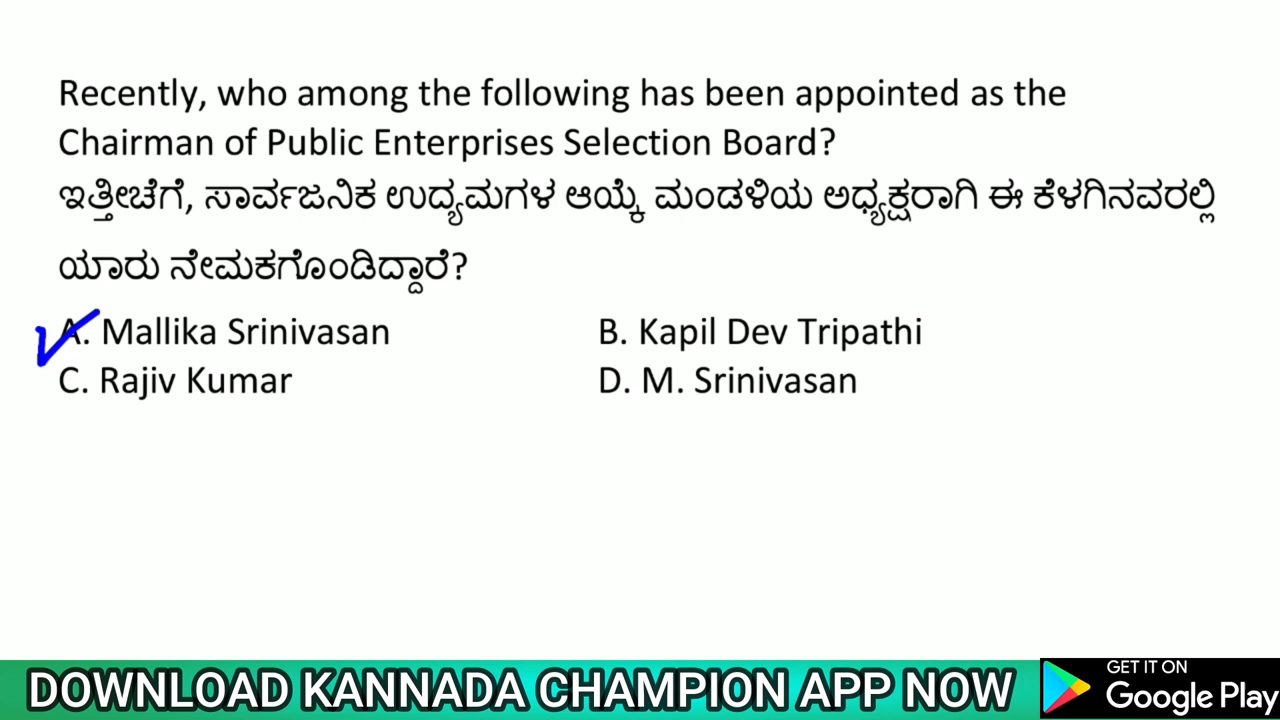 Recently, who among the following has been appointed as the
Chairman of Public Enterprises Selection Board?
ಇತ್ತೀಚೆಗೆ, ಸಾರ್ವಜನಿಕ ಉದ್ಯಮಗಳ ಆಯ್ಕೆ ಮಂಡಳಿಯ ಅಧ್ಯಕ್ಷರಾಗಿ ಈ ಕೆಳಗಿನವರಲ್ಲಿ
ಯಾರು ನೇಮಕಗೊಂಡಿದ್ದಾರೆ?
A. Mallika Srinivasan B. Kapil Dev Tripathi
C. Rajiv Kumar D. M. Srinivasan
DOWNLOAD KANNADA CHAMPION APP NOW
GET IT ON
Google Play